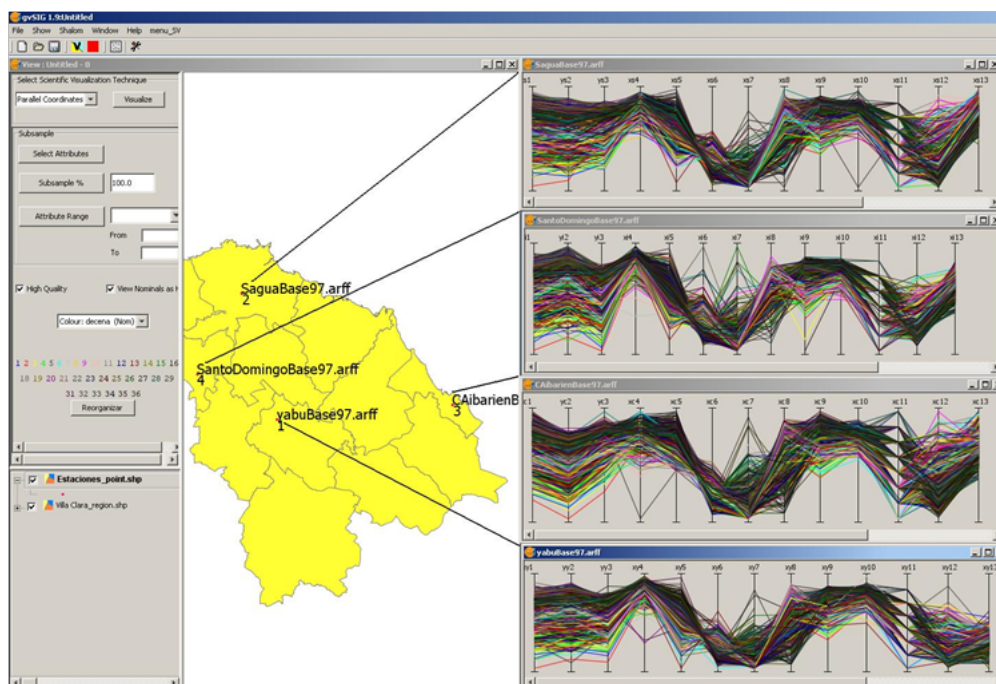 gvSIG 1.9:Untitled
File Show Shalom Window Help menu_SV
View : Untitled - 0
Select Scientific Visualization Technique
Parallel Coordinates Visualize
Subsample
Select Attributes
Subsample % 100.0
Attribute Range
From
To
High Quality View Nominals as
Colour: decena (Nom)
1 2 3 4 5 6 7 8 9 10 11 12 13 14 15 16
18 19 20 21 22 23 24 25 26 27 28 29
31 32 33 34 35 36
Reorganizar
Estaciones_point.shp
Villa Clara_region.shp
SaguaBase97.arff
2
SantoDomingoBase97.arff
4
CAibarienB
3
yabuBase97.arff
1
SaguaBase97.arff
xs1 ys2 ys3 xs4 xs5 xs6 xs7 xs8 xs9 xs10 xs11 xs12 xs13
SantoDomingoBase97.arff
yi2 yi3 xi4 xi5 xi6 xi7 xi8 xi9 xi10 xi11 xi12 xi13
CAibarienBase97.arff
xc1 yc2 yc3 xc4 xc5 xc6 xc7 xc8 xc9 xc10 xc11 xc12 xc13
yabuBase97.arff
yy2 yy3 xy4 xy5 xy6 xy7 xy8 xy9 xy10 xy11 xy12 xy13